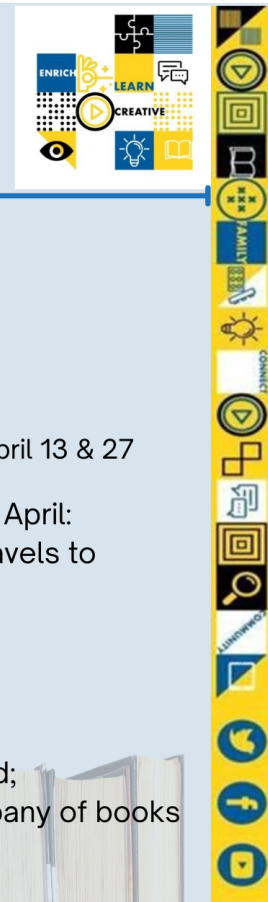 ENRICH
LEARN
CREATIVE
FAMILY
CONNECT
pril 13 & 27
April:
avels to
COMMUNITY
d;
pany of books